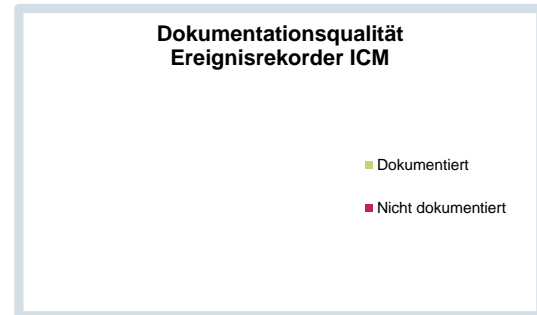 Dokumentationsqualität
Ereignisrekorder ICM
Dokumentiert
Nicht dokumentiert